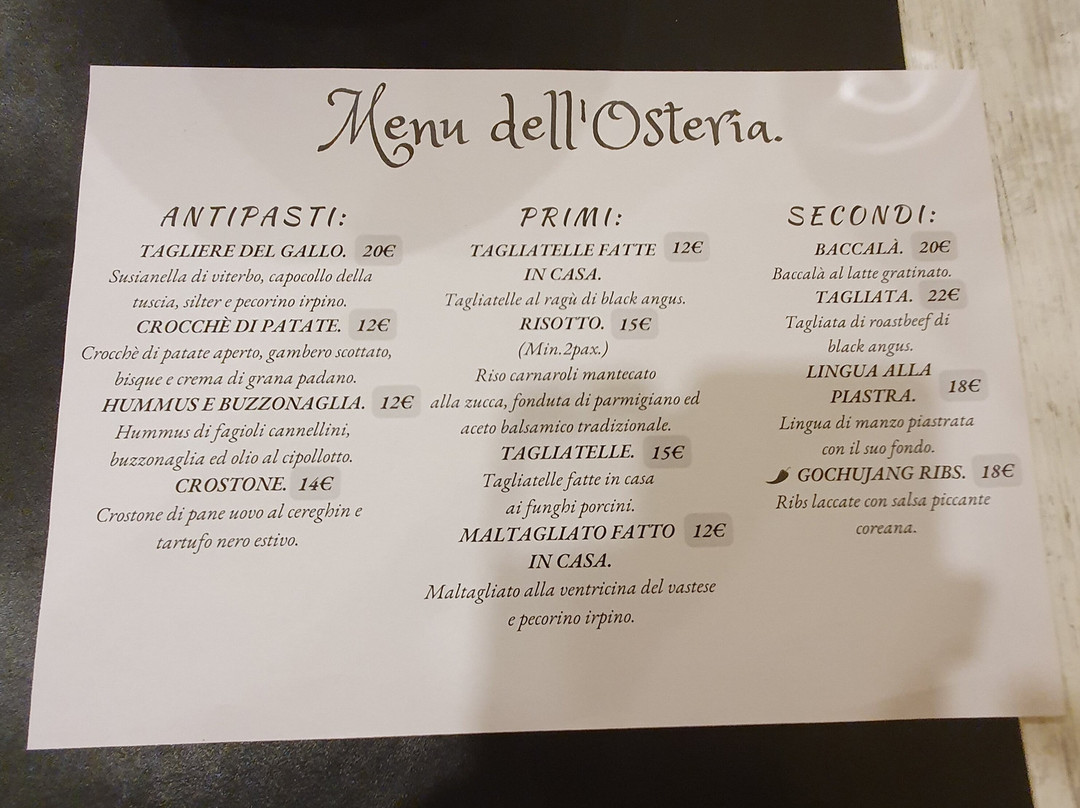 Menu dell'Osteria.
ANTIPASTI:
TAGLIERE DEL GALLO. 20€
Susianella di viterbo, capocollo della
tuscia, silter e pecorino irpino.
CROCCHÈ DI PATATE. 12€
Crocchè di patate aperto, gambero scottato,
bisque e crema di grana padano.
HUMMUS E BUZZONAGLIA. 12€
Hummus di fagioli cannellini,
buzzonaglia ed olio al cipollotto.
CROSTONE. 14€
Crostone di pane uovo al cereghin e
tartufo nero estivo.
PRIMI:
TAGLIATELLE FATTE 12€
IN CASA.
Tagliatelle al ragù di black angus.
RISOTTO. 15€
(Min.2pax.)
Riso carnaroli mantecato
alla zucca, fonduta di parmigiano ed
aceto balsamico tradizionale.
TAGLIATELLE. 15€
Tagliatelle fatte in casa
ai funghi porcini.
MALTAGLIATO FATTO 12€
IN CASA.
Maltagliato alla ventricina del vastese
e pecorino irpino.
SECONDI:
BACCALÀ. 20€
Baccalà al latte gratinato.
TAGLIATA. 22€
Tagliata di roastbeef di
black angus.
LINGUA ALLA
PIASTRA. 18€
Lingua di manzo piastrata
con il suo fondo.
GOCHUJANG RIBS. 18€
Ribs laccate con salsa piccante
coreana.